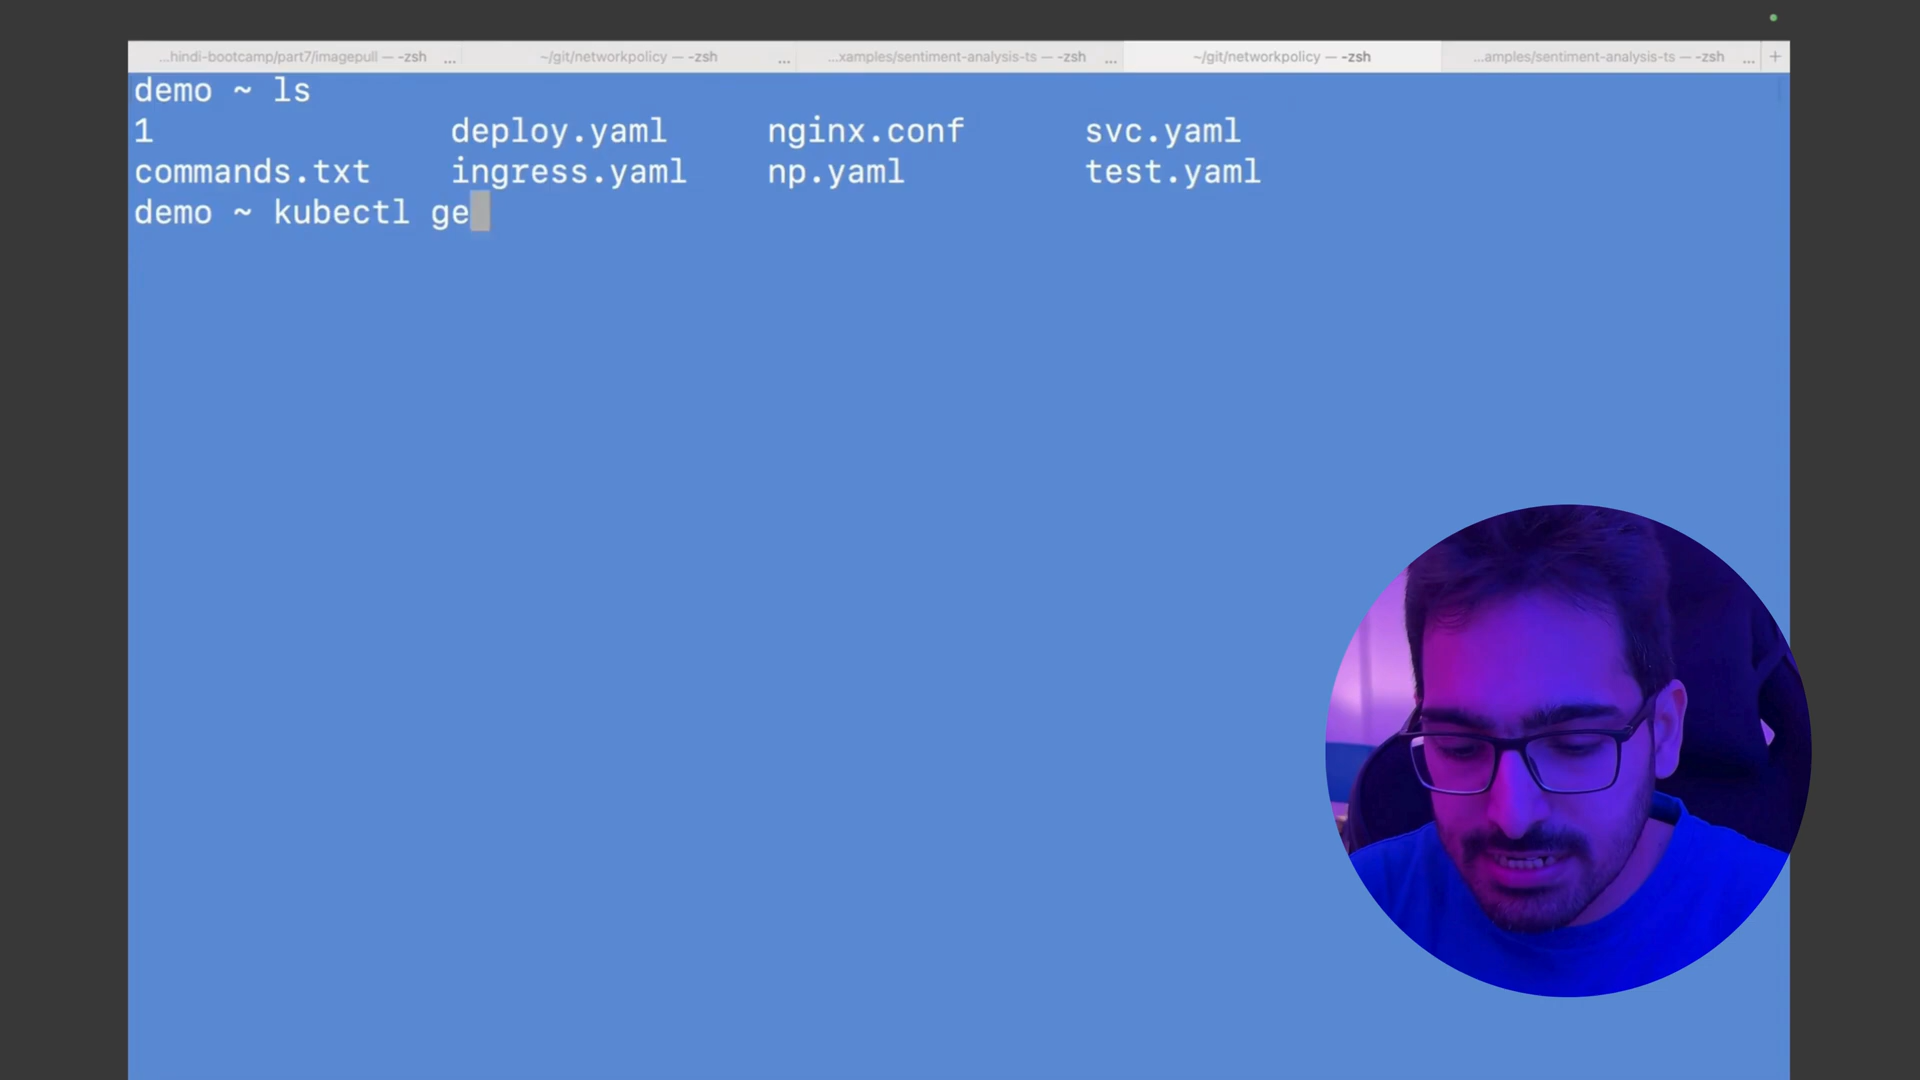 ...hindi-bootcamp/part7/imagepull — -zsh ... ~/git/networkpolicy — -zsh ... ...xamples/sentiment-analysis-ts — -zsh ... ~/git/networkpolicy — -zsh ...amples/sentiment-analysis-ts — -zsh ... +
demo ~ ls
1 deploy.yaml nginx.conf svc.yaml
commands.txt ingress.yaml np.yaml test.yaml
demo ~ kubectl ge